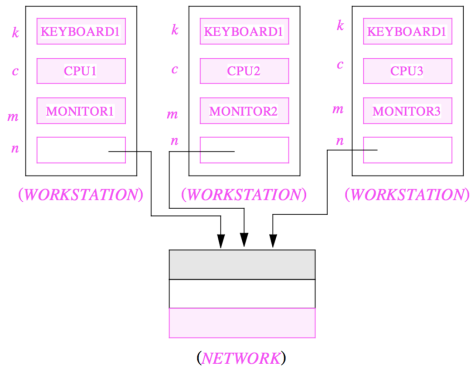 k KEYBOARD1 k KEYBOARD1 k KEYBOARD1
c CPU1 c CPU2 c CPU3
m MONITOR1 m MONITOR2 m MONITOR3
n n n
(WORKSTATION) (WORKSTATION) (WORKSTATION)
(NETWORK)